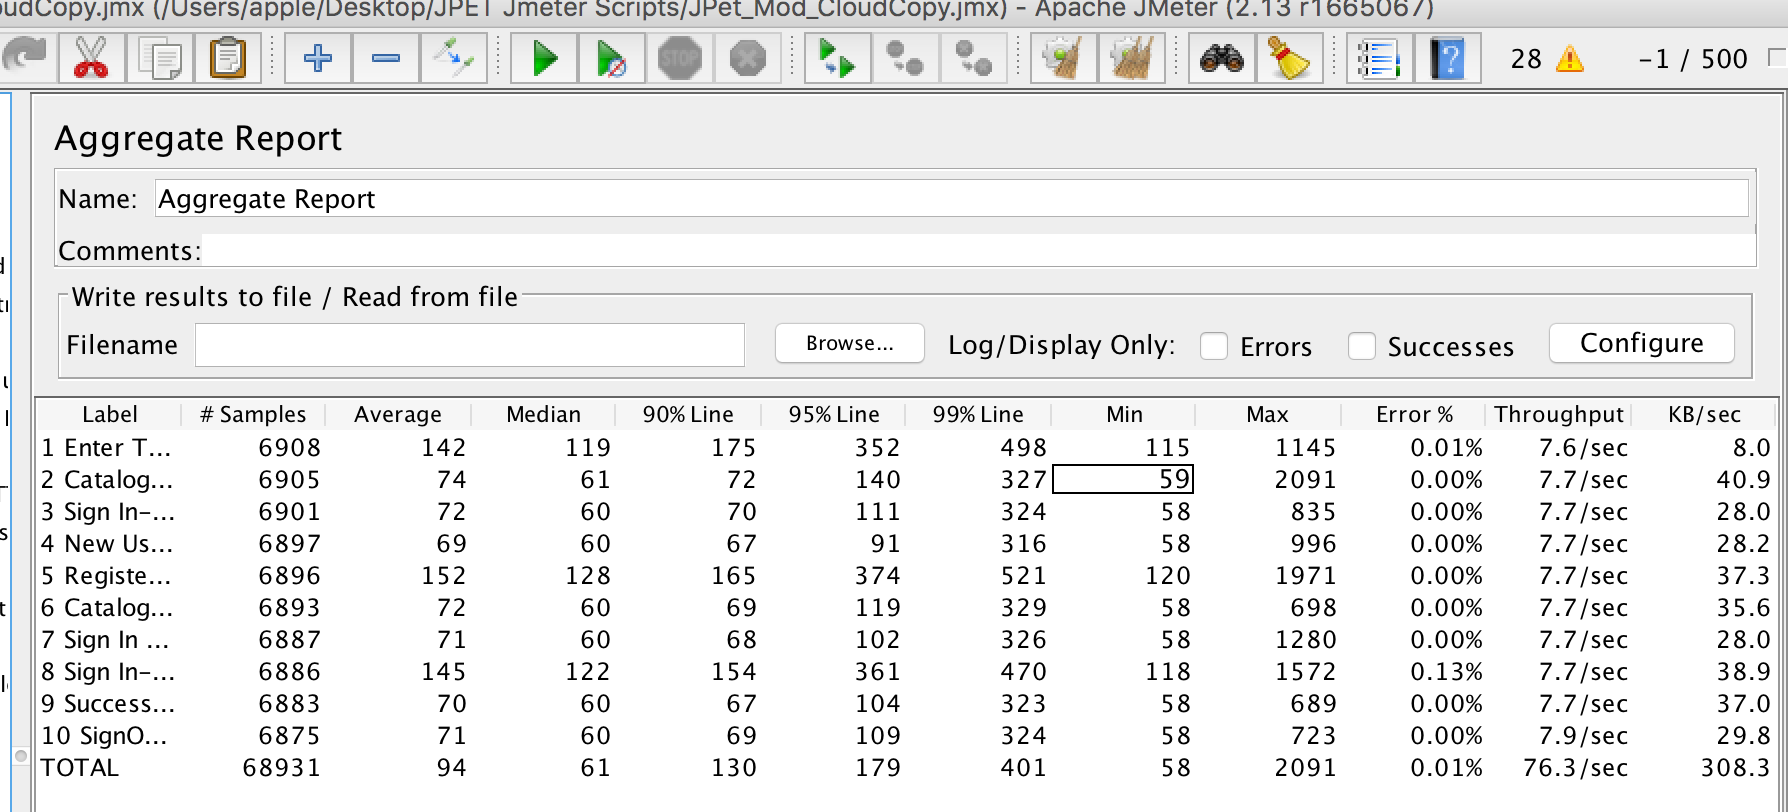 oudCopy.jmx (/Users/apple/Desktop/JPET Jmeter Scripts/JPet_Mod_CloudCopy.jmx) - Apache JMeter (2.13 r1665067)
STOP 28 -1 / 500
Aggregate Report
Name: Aggregate Report
Comments:
Write results to file / Read from file
Filename Browse... Log/Display Only: Errors Successes Configure
Label # Samples Average Median 90% Line 95% Line 99% Line Min Max Error % Throughput KB/sec
1 Enter T... 6908 142 119 175 352 498 115 1145 0.01% 7.6/sec 8.0
2 Catalog... 6905 74 61 72 140 327 59 2091 0.00% 7.7/sec 40.9
3 Sign In-... 6901 72 60 70 111 324 58 835 0.00% 7.7/sec 28.0
4 New Us... 6897 69 60 67 91 316 58 996 0.00% 7.7/sec 28.2
5 Registe... 6896 152 128 165 374 521 120 1971 0.00% 7.7/sec 37.3
6 Catalog... 6893 72 60 69 119 329 58 698 0.00% 7.7/sec 35.6
7 Sign In ... 6887 71 60 68 102 326 58 1280 0.00% 7.7/sec 28.0
8 Sign In-... 6886 145 122 154 361 470 118 1572 0.13% 7.7/sec 38.9
9 Success... 6883 70 60 67 104 323 58 689 0.00% 7.7/sec 37.0
10 SignO... 6875 71 60 69 109 324 58 723 0.00% 7.9/sec 29.8
TOTAL 68931 94 61 130 179 401 58 2091 0.01% 76.3/sec 308.3